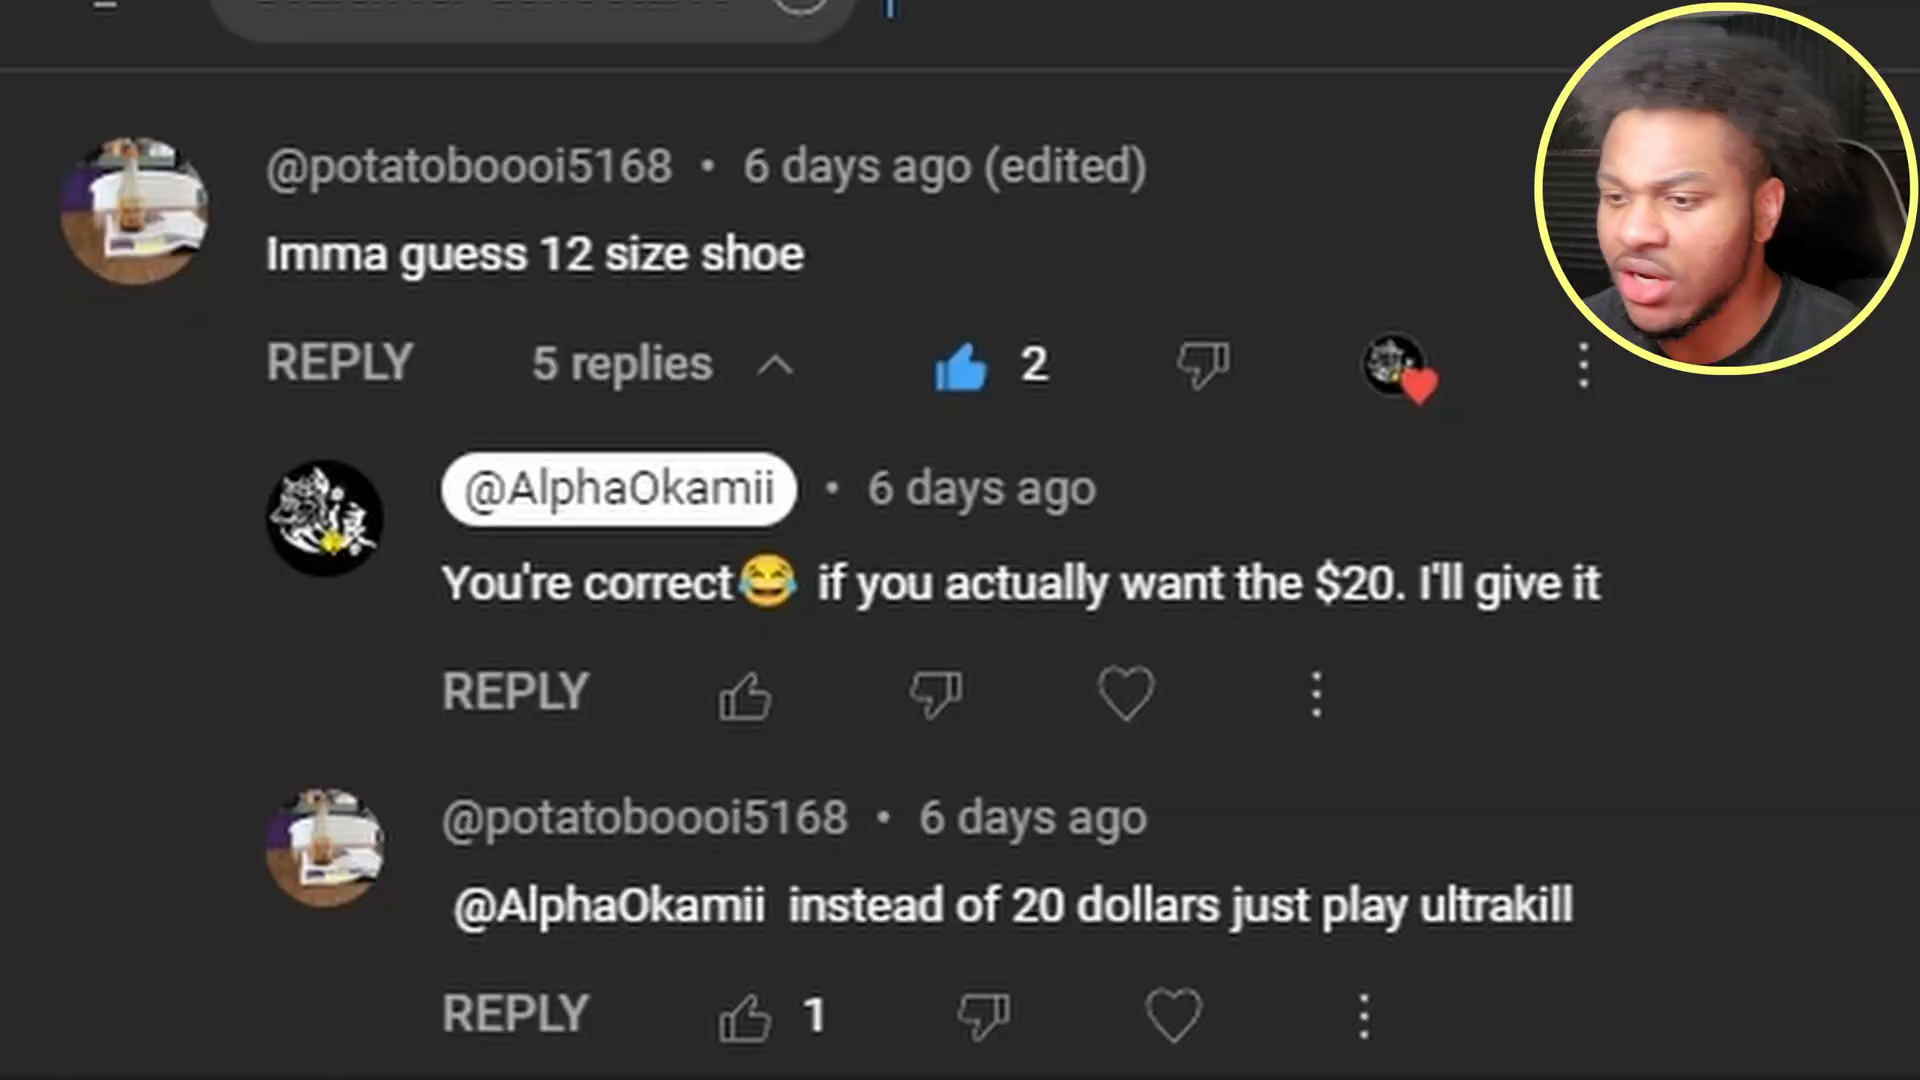 @potatoboooi5168 • 6 days ago (edited)
Imma guess 12 size shoe
REPLY 5 replies 2
@AlphaOkamii • 6 days ago
You're correct😂 if you actually want the $20. I'll give it
REPLY
@potatoboooi5168 • 6 days ago
@AlphaOkamii instead of 20 dollars just play ultrakill
REPLY 1